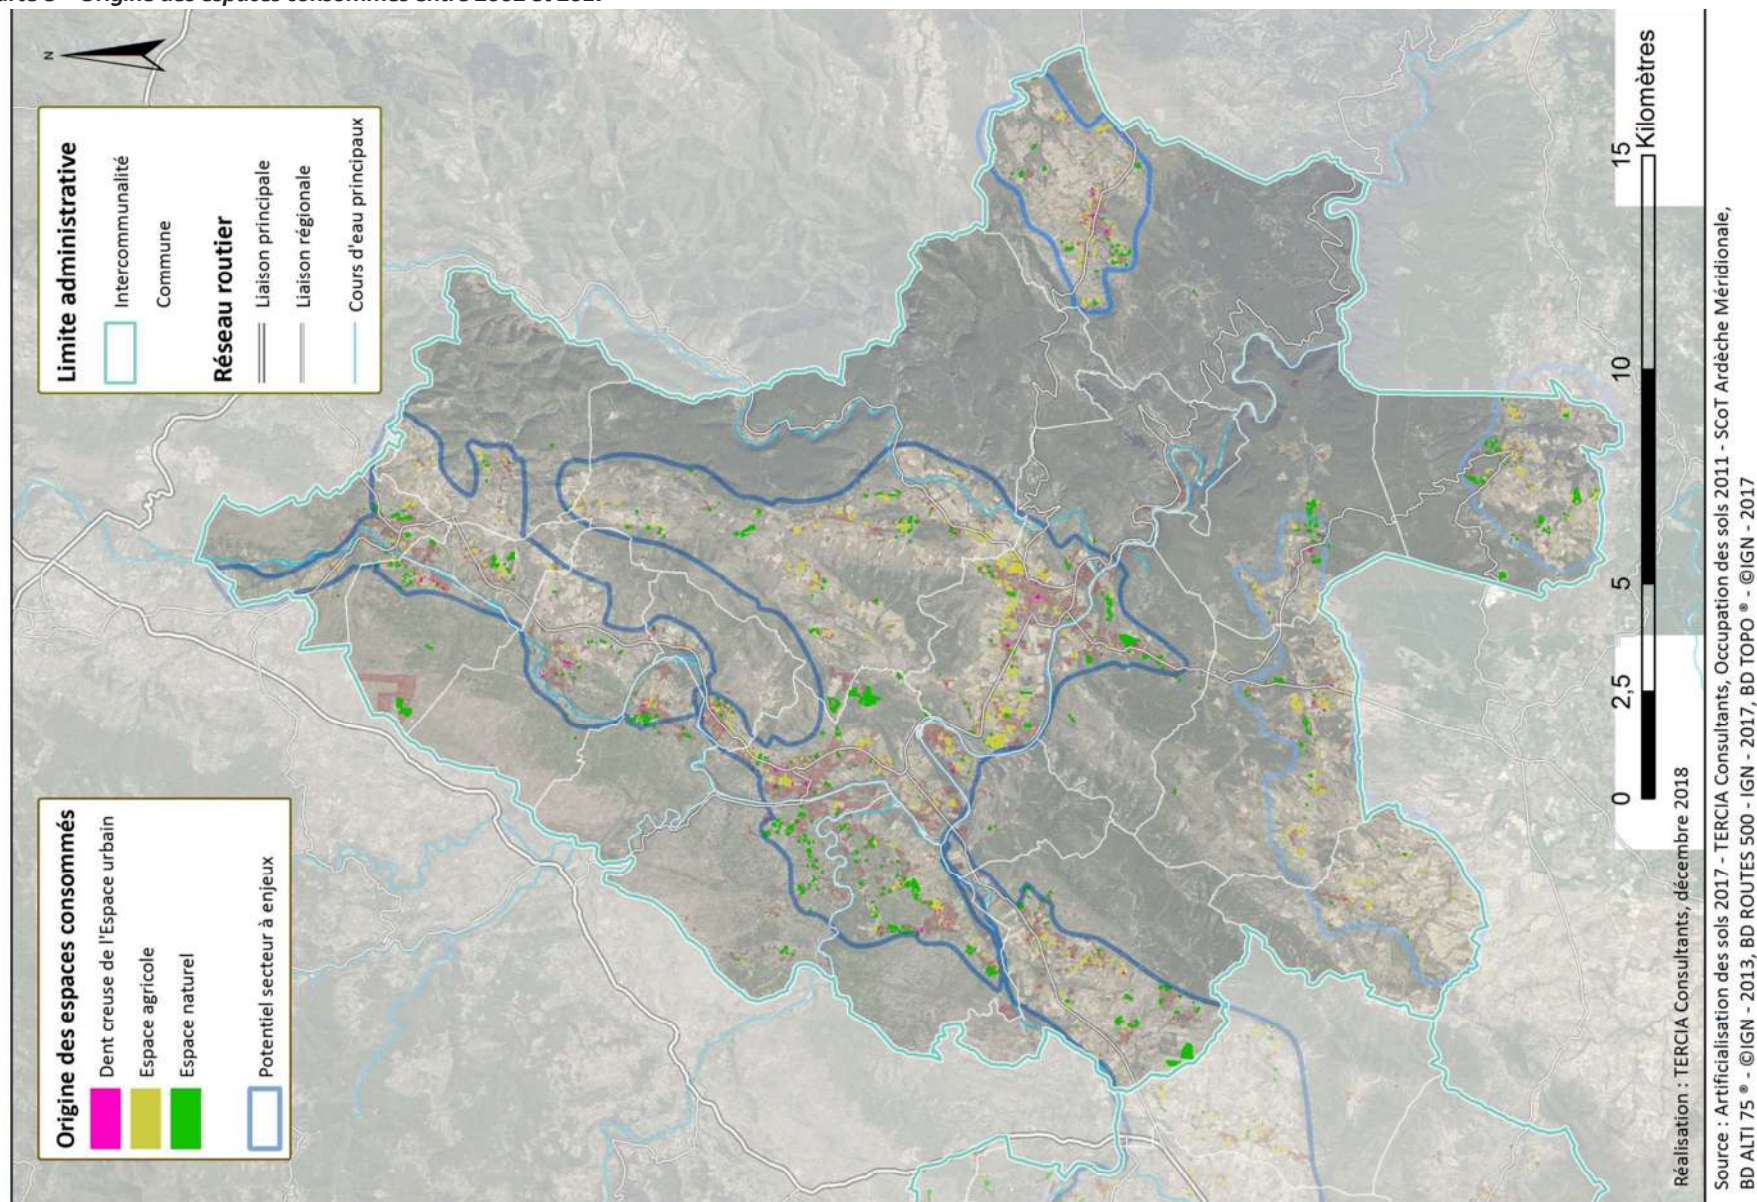 N
Origine des espaces consommés
Dent creuse de l'Espace urbain
Espace agricole
Espace naturel
Potentiel secteur à enjeux
Limite administrative
Intercommunalité
Commune
Réseau routier
Liaison principale
Liaison régionale
Cours d'eau principaux
0 2,5 5 10 15
Kilomètres
Réalisation : TERCIA Consultants, décembre 2018
Source : Artificialisation des sols 2017 - TERCIA Consultants, Occupation des sols 2011 - SCoT Ardèche Méridionale,
BD ALTI 75 ® - ©IGN - 2013, BD ROUTES 500 - IGN - 2017, BD TOPO ® - ©IGN - 2017